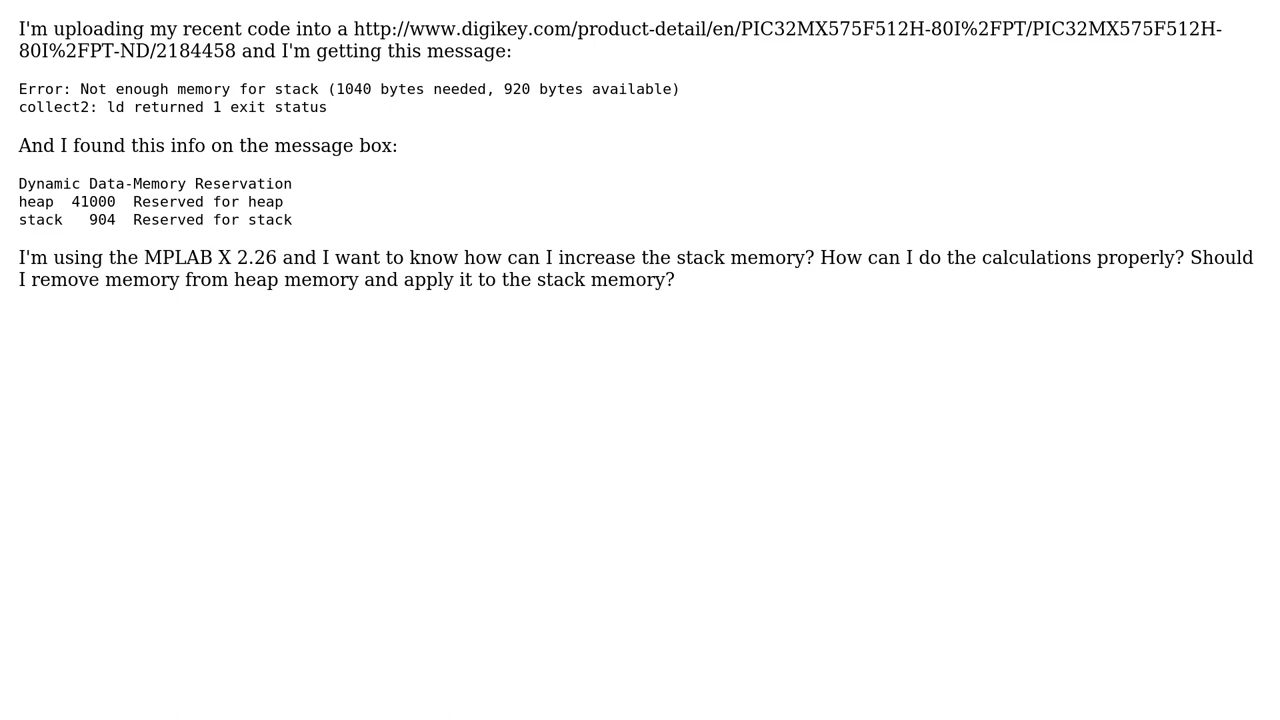 I'm uploading my recent code into a http://www.digikey.com/product-detail/en/PIC32MX575F512H-80I%2FPT/PIC32MX575F512H-
80I%2FPT-ND/2184458 and I'm getting this message:
Error: Not enough memory for stack (1040 bytes needed, 920 bytes available)
collect2: ld returned 1 exit status
And I found this info on the message box:
Dynamic Data-Memory Reservation
heap  41000  Reserved for heap
stack   904  Reserved for stack
I'm using the MPLAB X 2.26 and I want to know how can I increase the stack memory? How can I do the calculations properly? Should
I remove memory from heap memory and apply it to the stack memory?